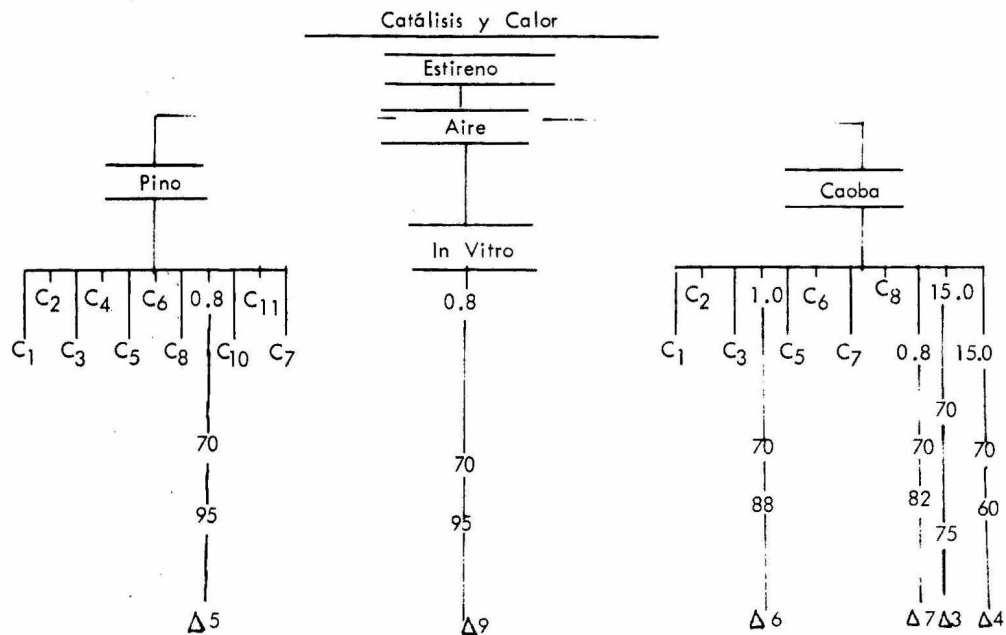 Catálisis y Calor
Estireno
Aire
Pino
Caoba
In Vitro
C2 C4 C6 0.8 C11
0.8
C2 1.0 C6 C8 15.0
C1 C3 C5 C8 C10 C7
C1 C3 C5 C7 0.8 15.0
70
70 70 70 70
70
95 88 82 60
95
75
Δ5 Δ9 Δ6 Δ7 Δ3 Δ4